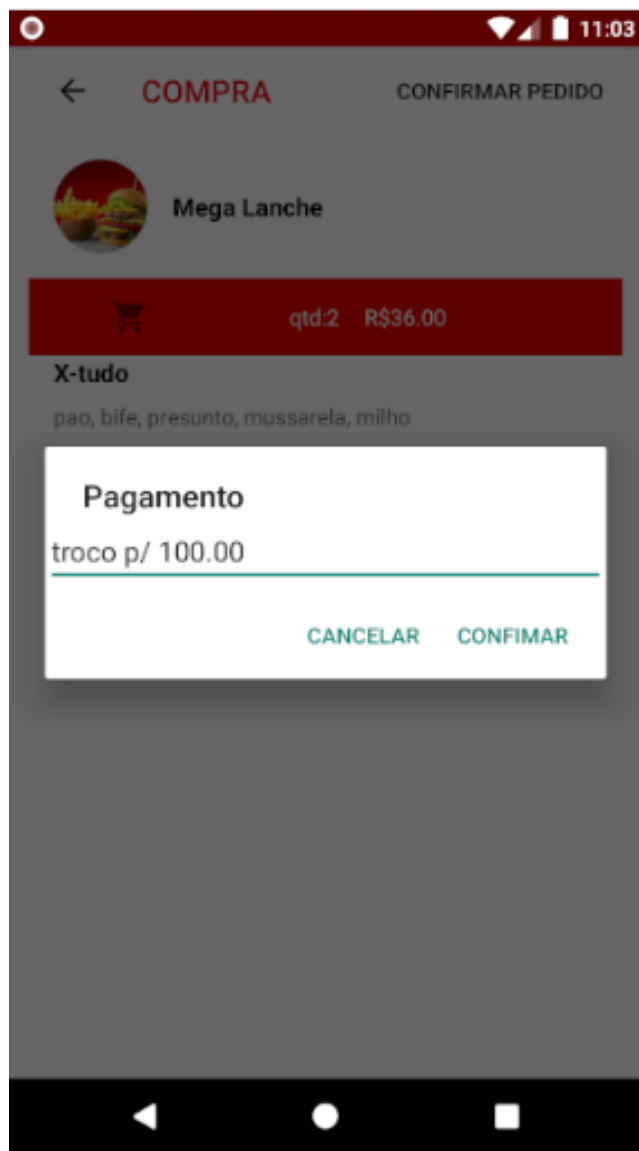 11:03
COMPRA CONFIRMAR PEDIDO
Mega Lanche
qtd:2 R$36.00
X-tudo
pao, bife, presunto, mussarela, milho
Pagamento
troco p/ 100.00
CANCELAR CONFIMAR